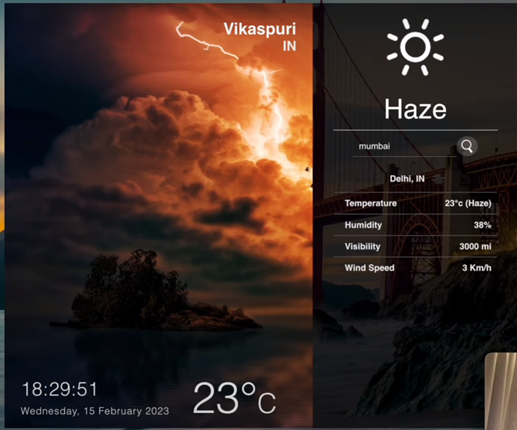 Vikaspuri
IN
18:29:51
Wednesday, 15 February 2023
23°C
Haze
mumbai
Delhi, IN
Temperature 23°c (Haze)
Humidity 38%
Visibility 3000 mi
Wind Speed 3 Km/h